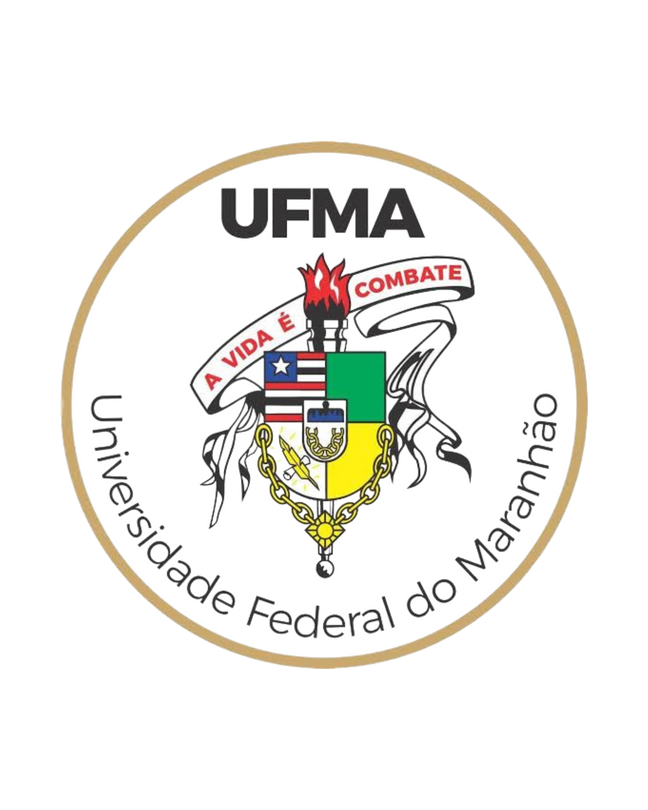 UFMA
A VIDA É COMBATE
Universidade Federal do Maranhão